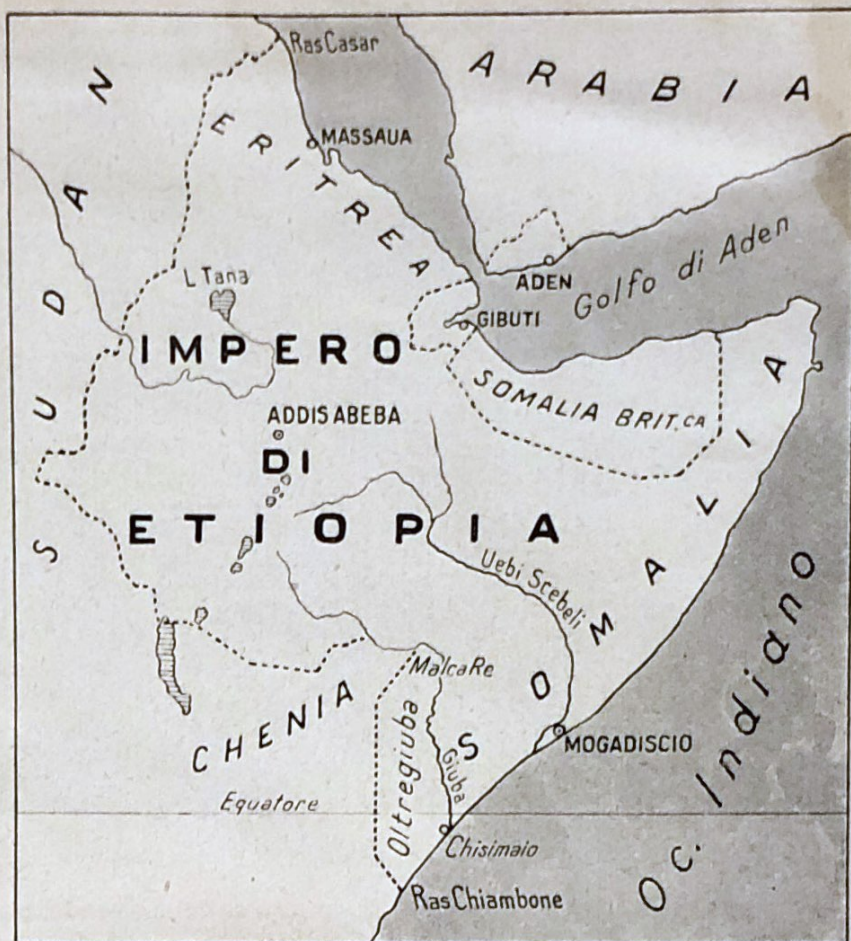 Ras Casar
ARABIA
SUDAN
ERITREA
MASSAUA
L Tana
ADEN
Golfo di Aden
GIBUTI
IMPERO
SOMALIA BRIT.CA
ADDIS ABEBA
DI
ETIOPIA
Uebi Scebeli
SOMALIA
Oc. Indiano
Malca Re
CHENIA
Oltregiuba
Giuba
MOGADISCIO
Equatore
Chisimaio
Ras Chiambone